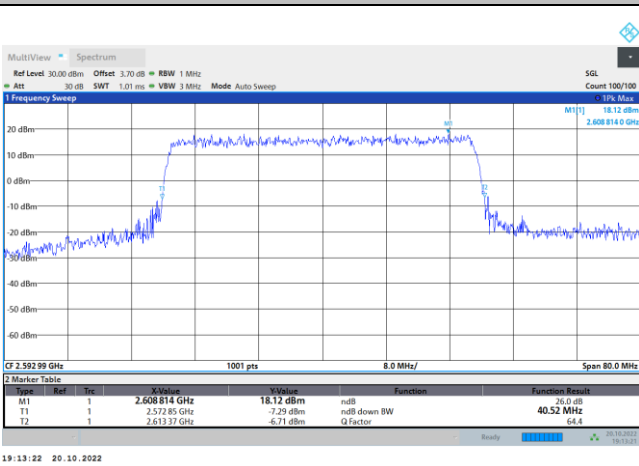 MultiView Spectrum
Ref Level 30.00 dBm Offset 3.70 dB RBW 1 MHz SGL
Att 30 dB SWT 1.01 ms VBW 3 MHz Mode Auto Sweep Count 100/100
1 Frequency Sweep 1Pk Max
M1[1] 18.12 dBm
2.608 814 0 GHz
M1
20 dBm
10 dBm
0 dBm
T1 T2
-10 dBm
-20 dBm
-30 dBm
-40 dBm
-50 dBm
-60 dBm
CF 2.592 99 GHz 1001 pts 8.0 MHz/ Span 80.0 MHz
2 Marker Table
Type Ref Trc X-Value Y-Value Function Function Result
M1 1 2.608 814 GHz 18.12 dBm ndB 26.0 dB
T1 1 2.572 85 GHz -7.29 dBm ndB down BW 40.52 MHz
T2 1 2.613 37 GHz -6.71 dBm Q Factor 64.4
Ready 20.10.2022
19:13:21
19:13:22 20.10.2022